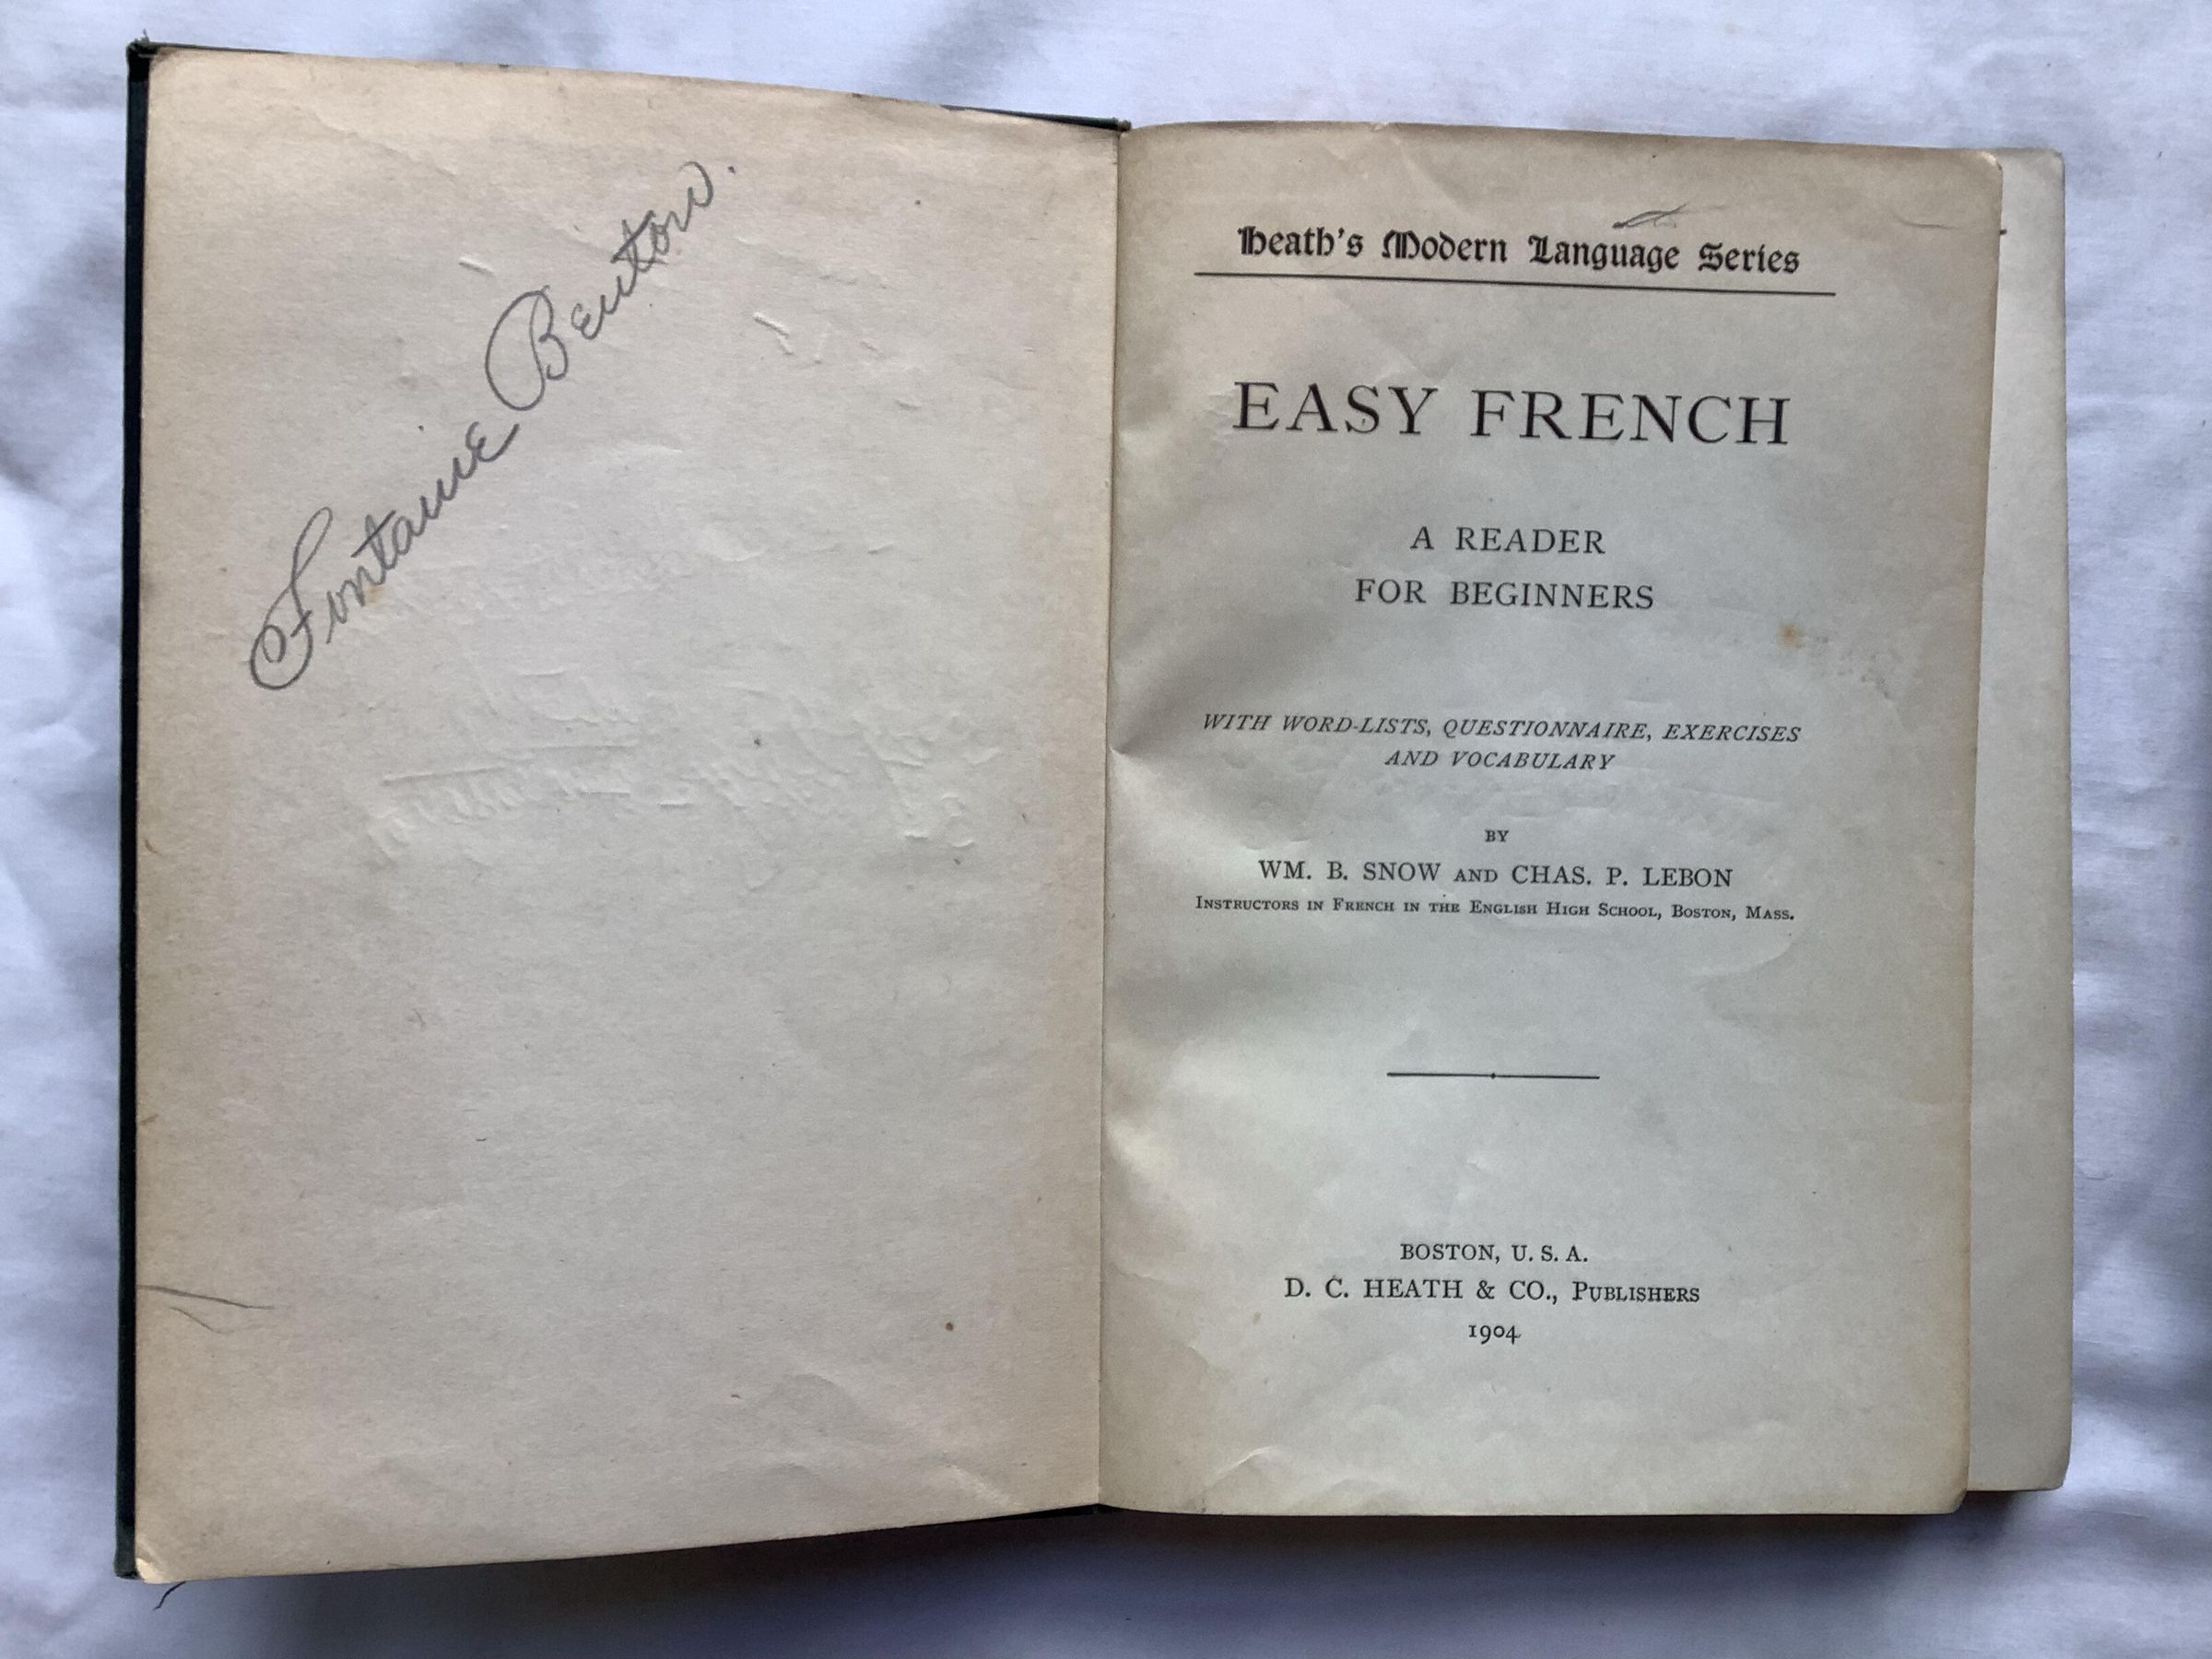 Fontaine Benton.
Heath's Modern Language Series
EASY FRENCH
A READER
FOR BEGINNERS
WITH WORD-LISTS, QUESTIONNAIRE, EXERCISES
AND VOCABULARY
BY
WM. B. SNOW AND CHAS. P. LEBON
INSTRUCTORS IN FRENCH IN THE ENGLISH HIGH SCHOOL, BOSTON, MASS.
BOSTON, U. S. A.
D. C. HEATH & CO., PUBLISHERS
1904